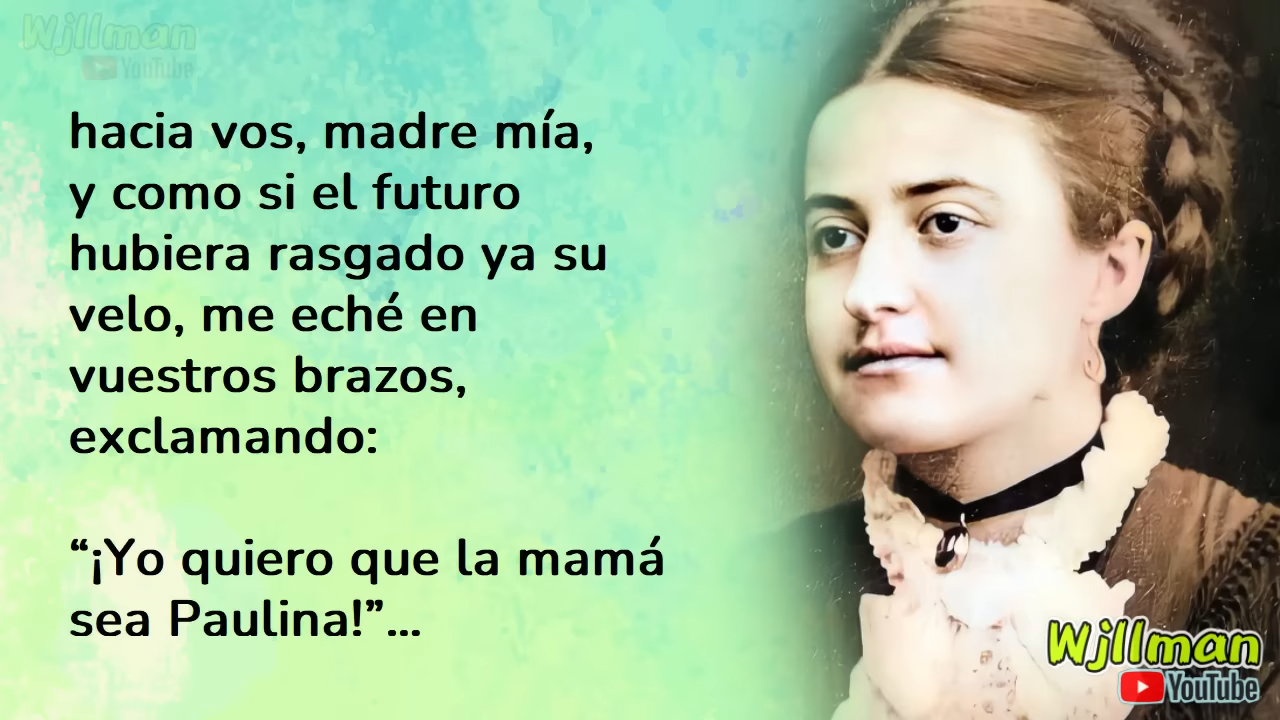 Wjllman
YouTube
hacia vos, madre mía,
y como si el futuro
hubiera rasgado ya su
velo, me eché en
vuestros brazos,
exclamando:
“¡Yo quiero que la mamá
sea Paulina!”...
Wjllman
YouTube